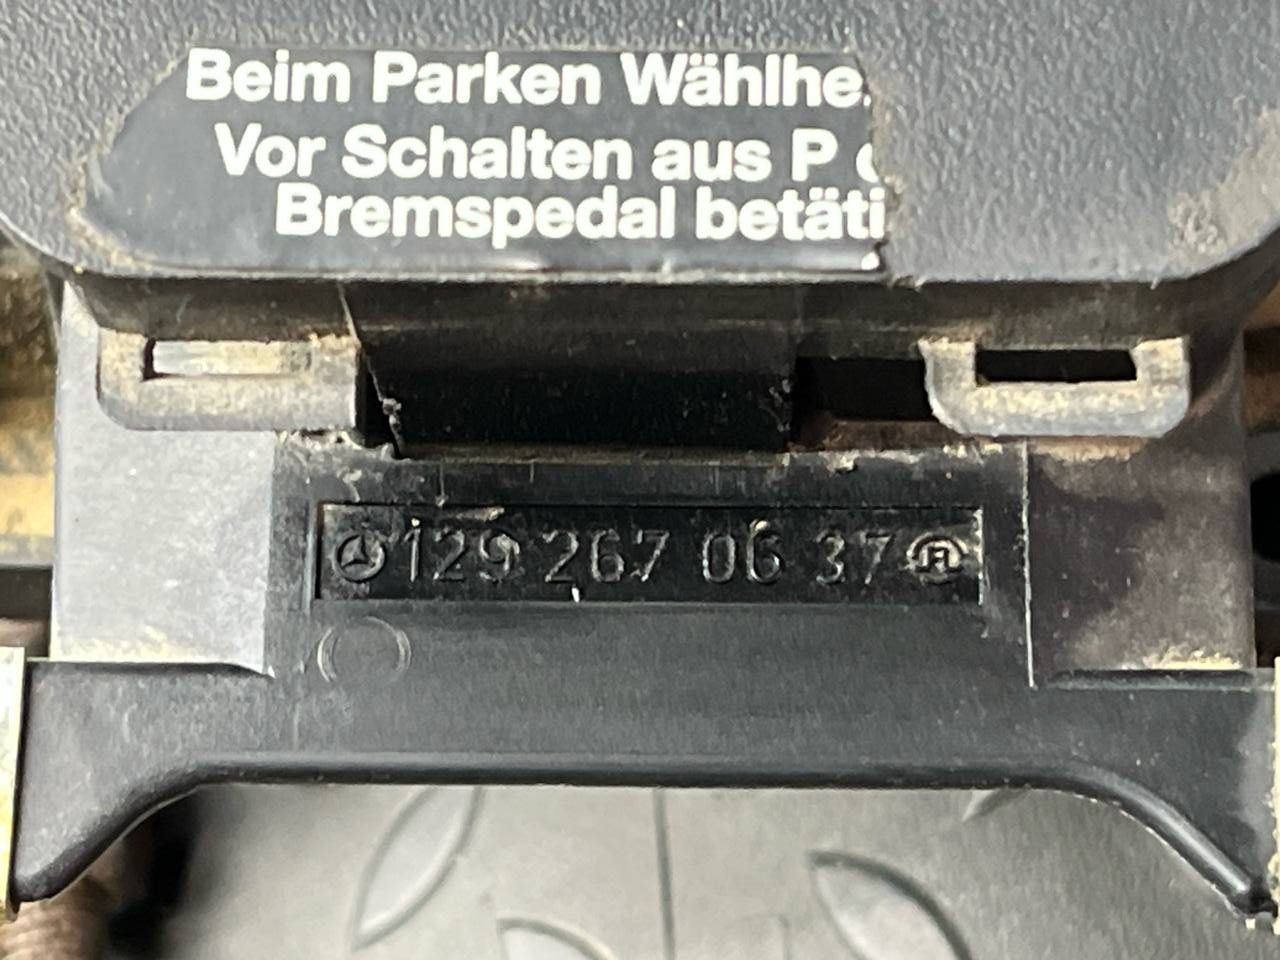 Beim Parken Wählhe
Vor Schalten aus P
Bremspedal betäti
129 267 06 37